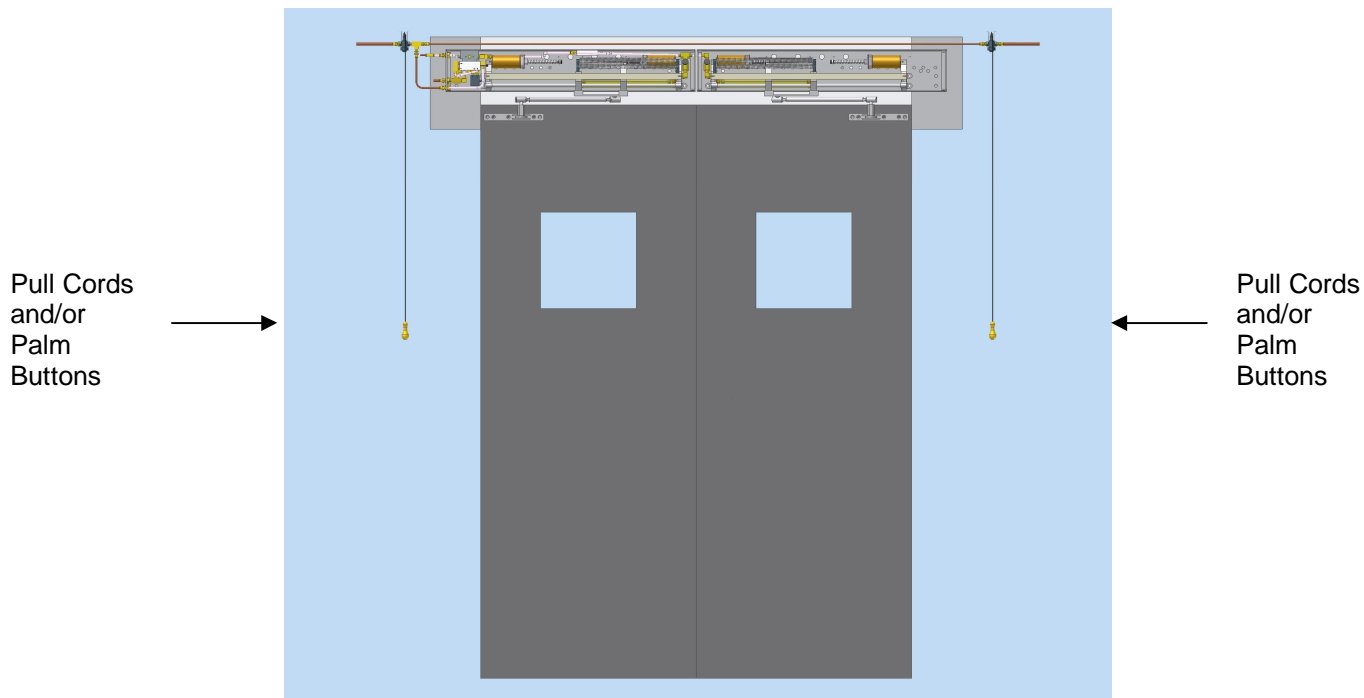 Pull Cords
and/or
Palm
Buttons
Pull Cords
and/or
Palm
Buttons